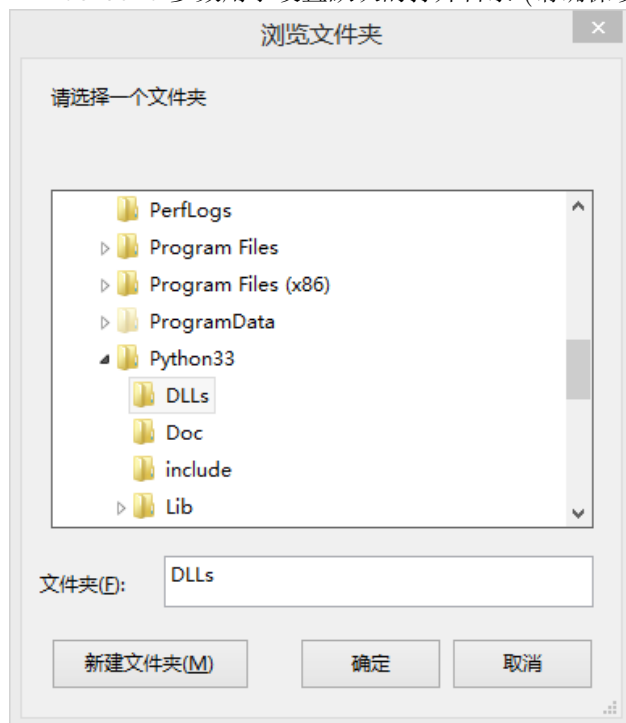 浏览文件夹
请选择一个文件夹
PerfLogs
Program Files
Program Files (x86)
ProgramData
Python33
DLLs
Doc
include
Lib
文件夹(F): DLLs
新建文件夹(M) 确定 取消